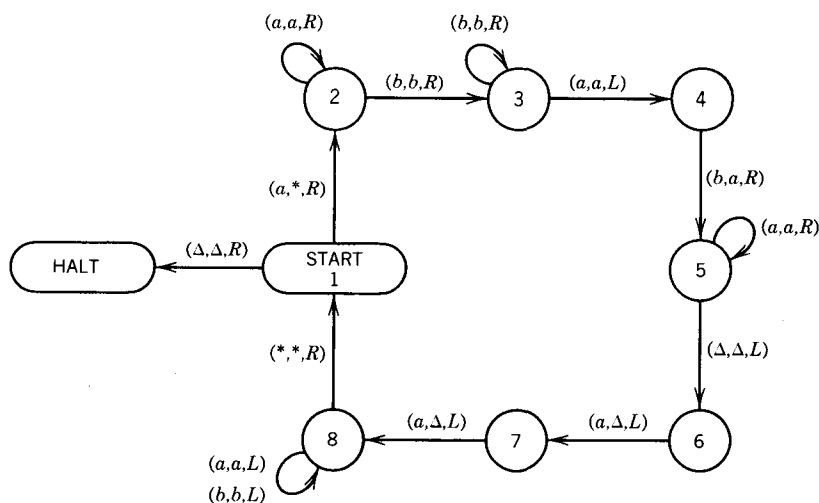 (a,a,R)
(b,b,R)
2
(b,b,R)
3
(a,a,L)
4
(a,*,R)
(b,a,R)
(a,a,R)
HALT
(Δ,Δ,R)
START
1
5
(*,*,R)
(Δ,Δ,L)
8
(a,Δ,L)
7
(a,Δ,L)
6
(a,a,L)
(b,b,L)